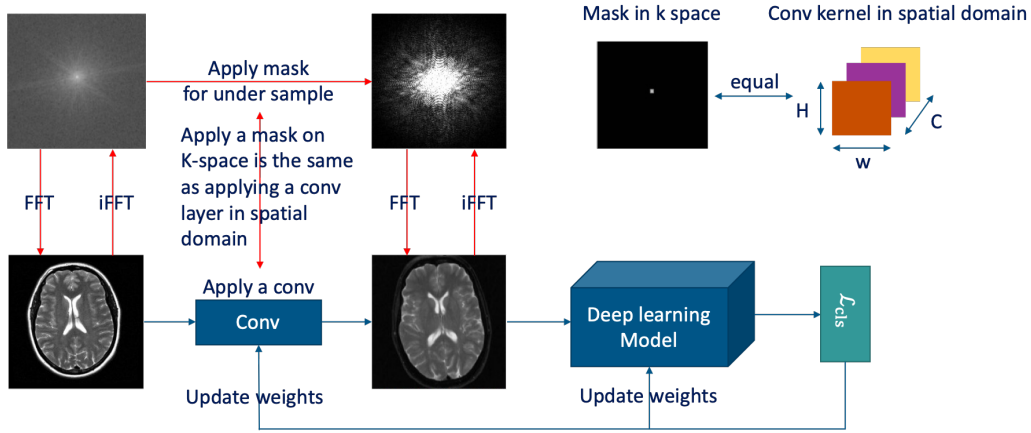 Mask in k space
Conv kernel in spatial domain
Apply mask
for under sample
equal
H
C
w
Apply a mask on
K-space is the same
as applying a conv
layer in spatial
domain
FFT
iFFT
FFT
iFFT
Apply a conv
Conv
Deep learning
Model
ℒcls
Update weights
Update weights